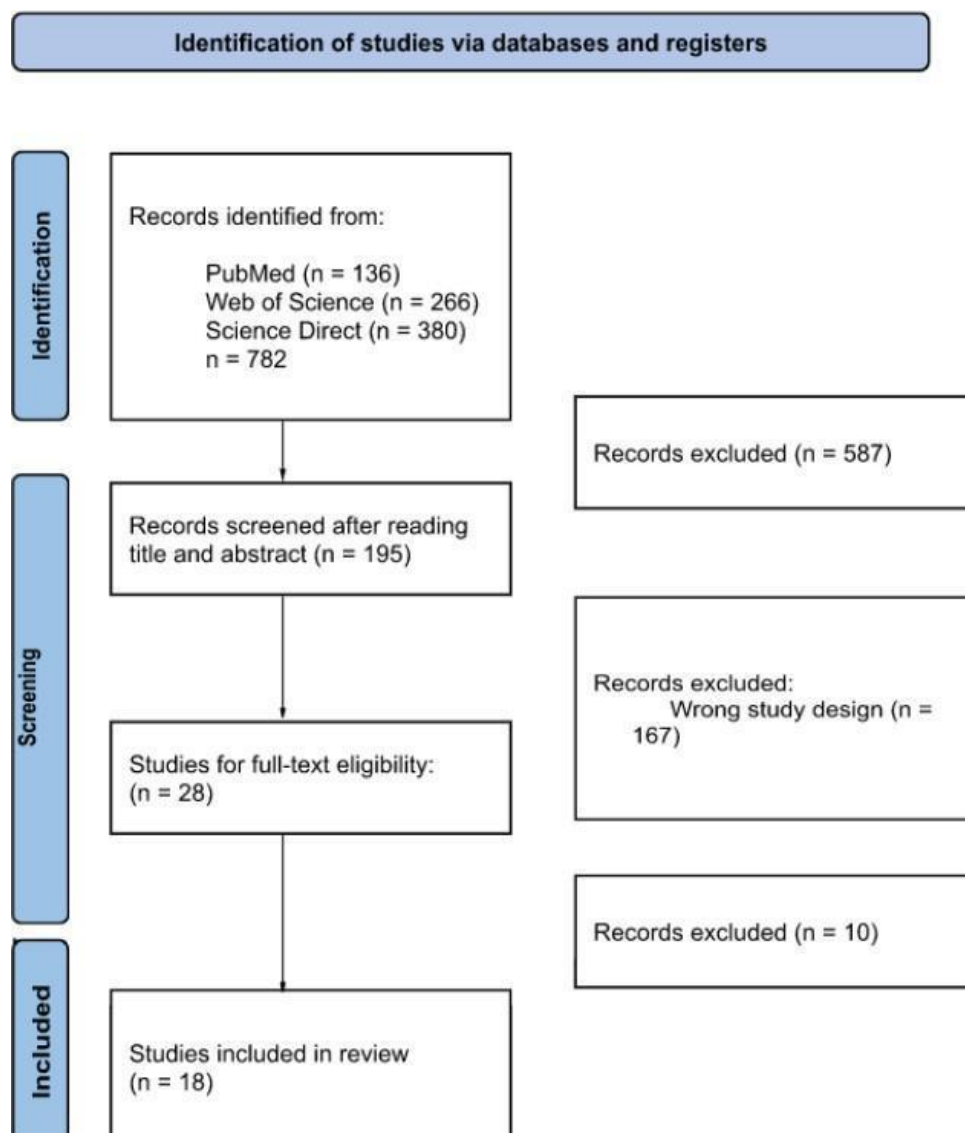 Identification of studies via databases and registers
Identification
Records identified from:
PubMed (n = 136)
Web of Science (n = 266)
Science Direct (n = 380)
n = 782
Records excluded (n = 587)
Screening
Records screened after reading
title and abstract (n = 195)
Records excluded:
Wrong study design (n =
167)
Studies for full-text eligibility:
(n = 28)
Records excluded (n = 10)
Included
Studies included in review
(n = 18)